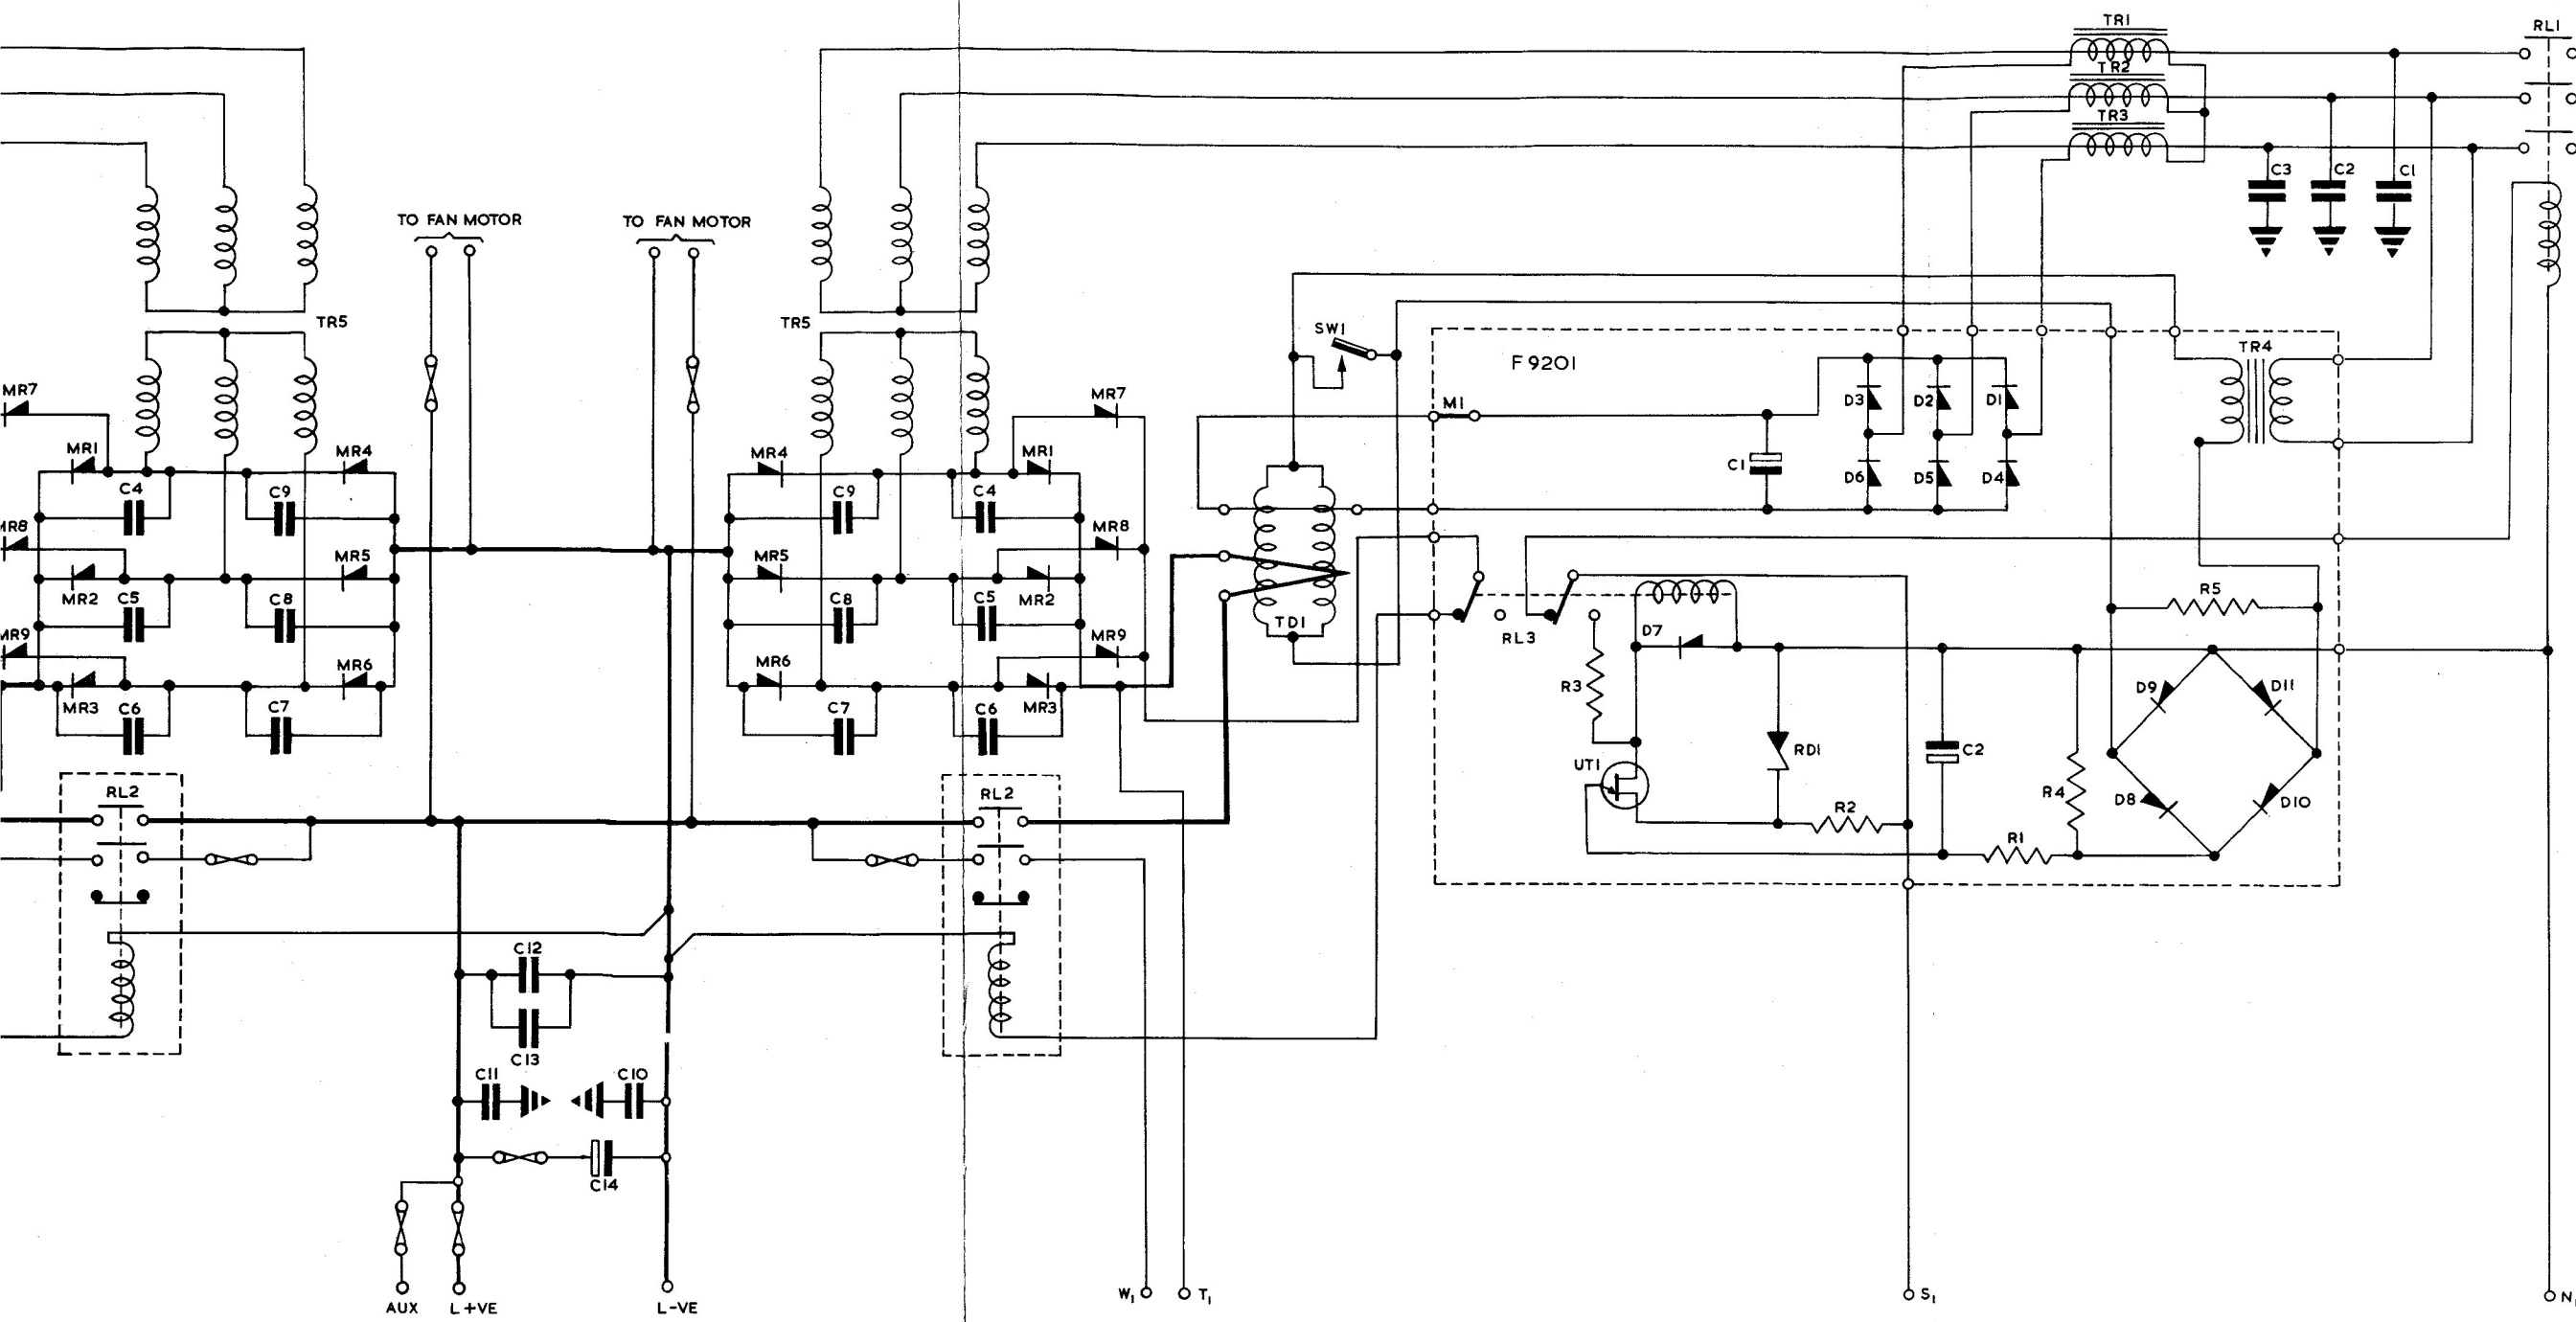 TR1
RL1
TR2
TR3
C3
C2
C1
TO FAN MOTOR
TO FAN MOTOR
TR5
TR5
SW1
F9201
TR4
MR7
MR7
M1
D3
D2
D1
MR1
MR4
MR4
MR1
C1
D6
D5
D4
C4
C9
C9
C4
MR8
MR8
MR5
MR5
MR2
C5
C8
C8
C5
MR2
R5
TD1
RL3
D7
MR9
MR6
MR6
MR9
R3
D9
D11
MR3
C6
C7
C7
C6
MR3
RD1
C2
UT1
RL2
RL2
R4
D8
D10
R2
R1
C12
C13
C11
C10
C14
W1
T1
S1
N
AUX
L+VE
L-VE